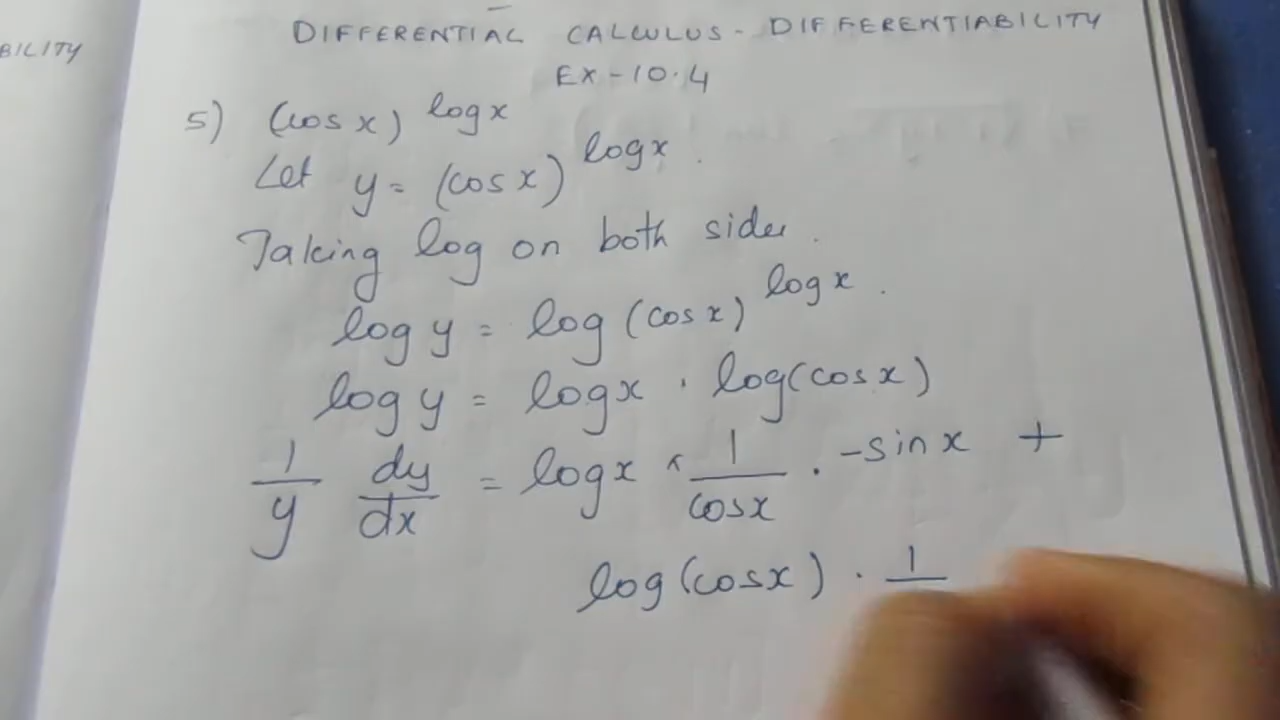 BILITY
DIFFERENTIAL CALCULUS - DIFFERENTIABILITY
EX - 10.4
5) (cos x)^log x
Let y = (cos x)^log x.
Taking log on both sides.
log y = log (cos x)^log x.
log y = log x . log(cos x)
1/y dy/dx = log x × 1/cos x . -sin x +
log (cos x) . 1